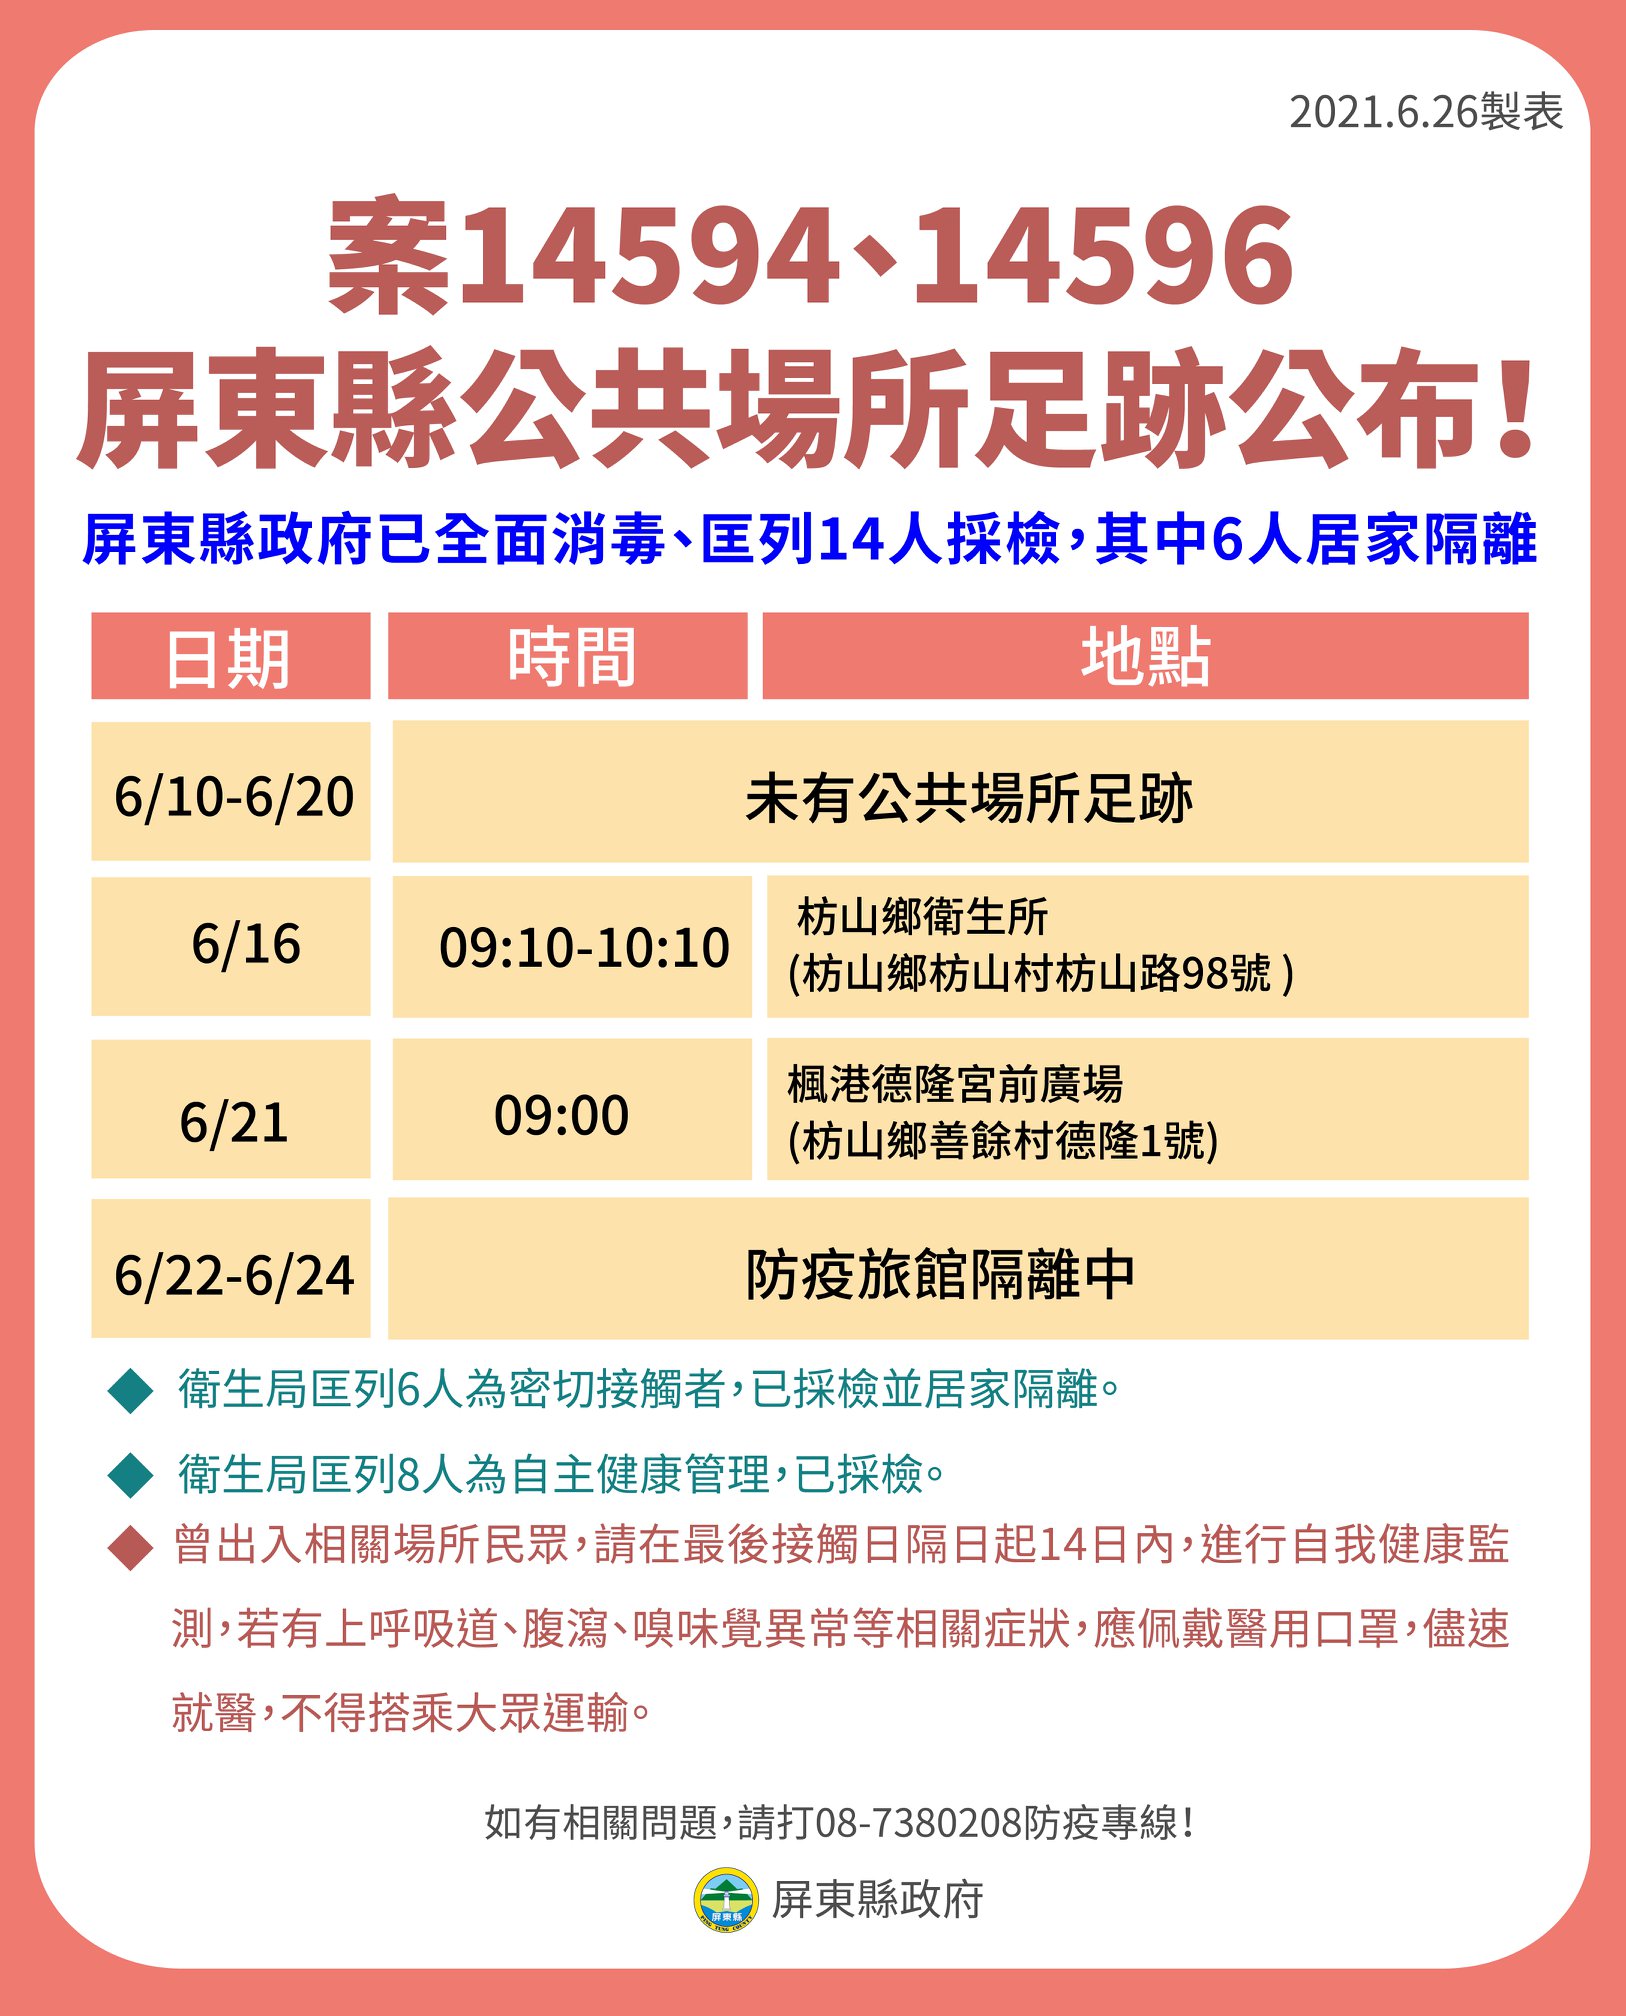 2021.6.26製表
案14594、14596
屏東縣公共場所足跡公布！
屏東縣政府已全面消毒、匡列14人採檢，其中6人居家隔離
日期 時間 地點
6/10-6/20 未有公共場所足跡
6/16 09:10-10:10 枋山鄉衛生所
(枋山鄉枋山村枋山路98號 )
6/21 09:00 楓港德隆宮前廣場
(枋山鄉善餘村德隆1號)
6/22-6/24 防疫旅館隔離中
◆ 衛生局匡列6人為密切接觸者，已採檢並居家隔離。
◆ 衛生局匡列8人為自主健康管理，已採檢。
◆ 曾出入相關場所民眾，請在最後接觸日隔日起14日內，進行自我健康監
測，若有上呼吸道、腹瀉、嗅味覺異常等相關症狀，應佩戴醫用口罩，儘速
就醫，不得搭乘大眾運輸。
如有相關問題，請打08-7380208防疫專線！
屏東縣
PING TUNG COUNTY
屏東縣政府